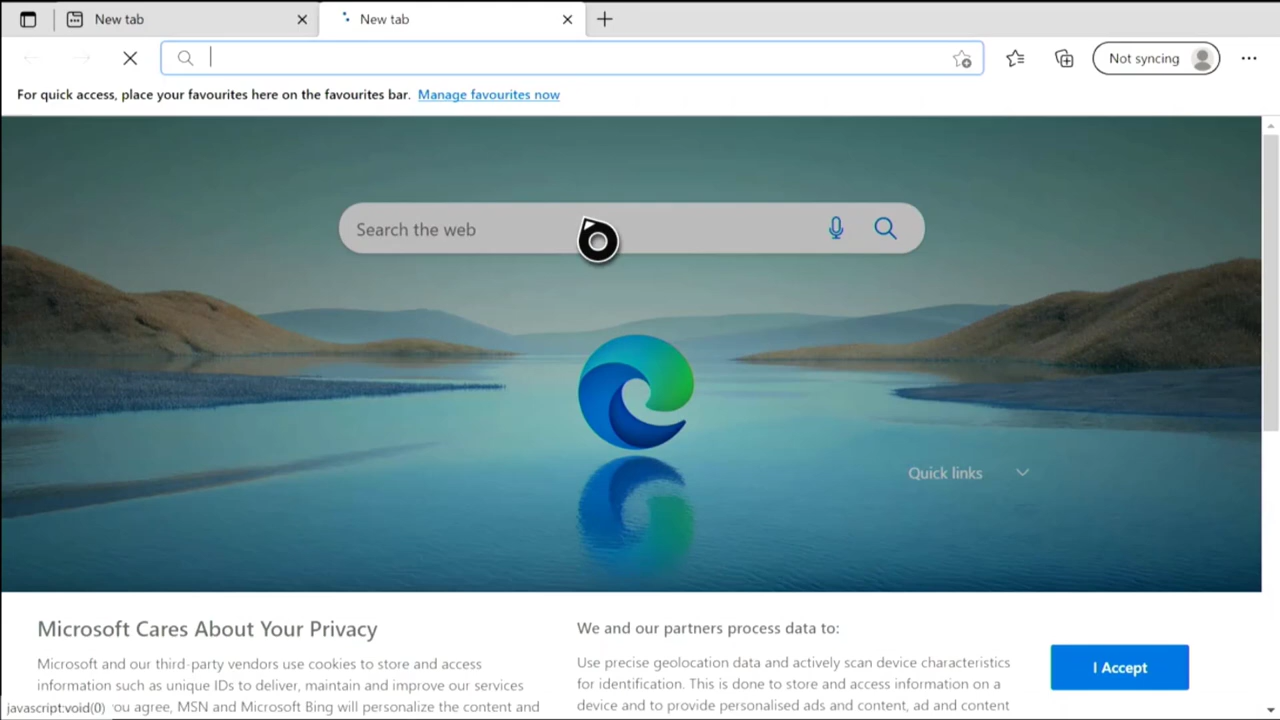 New tab
New tab
Not syncing
For quick access, place your favourites here on the favourites bar. Manage favourites now
Search the web
Quick links
Microsoft Cares About Your Privacy
Microsoft and our third-party vendors use cookies to store and access
information such as unique IDs to deliver, maintain and improve our services
you agree, MSN and Microsoft Bing will personalize the content and
javascript:void(0)
We and our partners process data to:
Use precise geolocation data and actively scan device characteristics
for identification. This is done to store and access information on a
device and to provide personalised ads and content, ad and content
I Accept